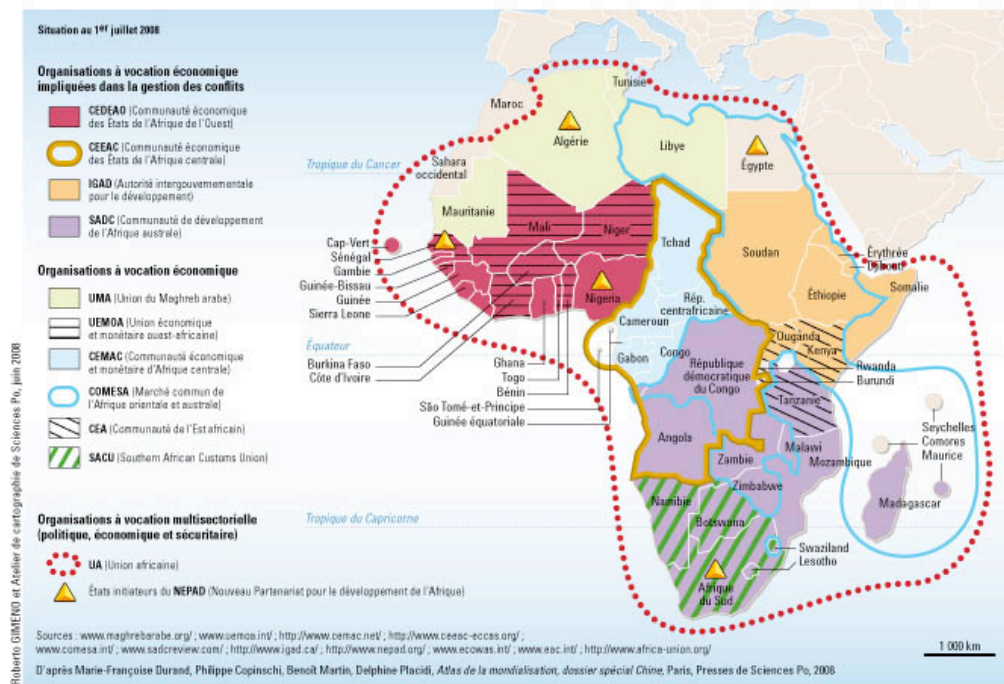 Situation au 1er juillet 2008
Organisations à vocation économique
impliquées dans la gestion des conflits
CEDEAO (Communauté économique
des États de l'Afrique de l'Ouest)
CEEAC (Communauté économique
des États de l'Afrique centrale)
IGAD (Autorité intergouvernementale
pour le développement)
SADC (Communauté de développement
de l'Afrique australe)
Organisations à vocation économique
UMA (Union du Maghreb arabe)
UEMOA (Union économique
et monétaire ouest-africaine)
CEMAC (Communauté économique
et monétaire d'Afrique centrale)
COMESA (Marché commun de
l'Afrique orientale et australe)
CEA (Communauté de l'Est africain)
SACU (Southern African Customs Union)
Organisations à vocation multisectorielle
(politique, économique et sécuritaire)
UA (Union africaine)
États initiateurs du NEPAD (Nouveau Partenariat pour le développement de l'Afrique)
Tropique du Cancer
Équateur
Tropique du Capricorne
Maroc
Tunisie
Algérie
Libye
Égypte
Sahara
occidental
Mauritanie
Mali
Niger
Tchad
Soudan
Érythrée
Djibouti
Somalie
Éthiopie
Cap-Vert
Sénégal
Gambie
Guinée-Bissau
Guinée
Sierra Leone
Nigeria
Burkina Faso
Côte d'Ivoire
Ghana
Togo
Bénin
São Tomé-et-Principe
Guinée équatoriale
Cameroun
Rép.
centrafricaine
Gabon
Congo
République
démocratique
du Congo
Ouganda
Kenya
Rwanda
Burundi
Tanzanie
Angola
Zambie
Malawi
Mozambique
Zimbabwe
Namibie
Botswana
Afrique
du Sud
Swaziland
Lesotho
Seychelles
Comores
Maurice
Madagascar
1 000 km
Sources : www.maghrebarabe.org/ ; www.uemoa.int/ ; http://www.cemac.net/ ; http://www.ceeac-eccas.org/ ;
www.comesa.int/ ; www.sadcreview.com/ ; http://www.igad.ca/ ; http://www.nepad.org/ ; www.ecowas.int/ ; www.eac.int/ ; http://www.africa-union.org/
D'après Marie-Françoise Durand, Philippe Copinschi, Benoît Martin, Delphine Placidi, Atlas de la mondialisation, dossier spécial Chine, Paris, Presses de Sciences Po, 2008
Roberto GIMENO et Atelier de cartographie de Sciences Po, juin 2008